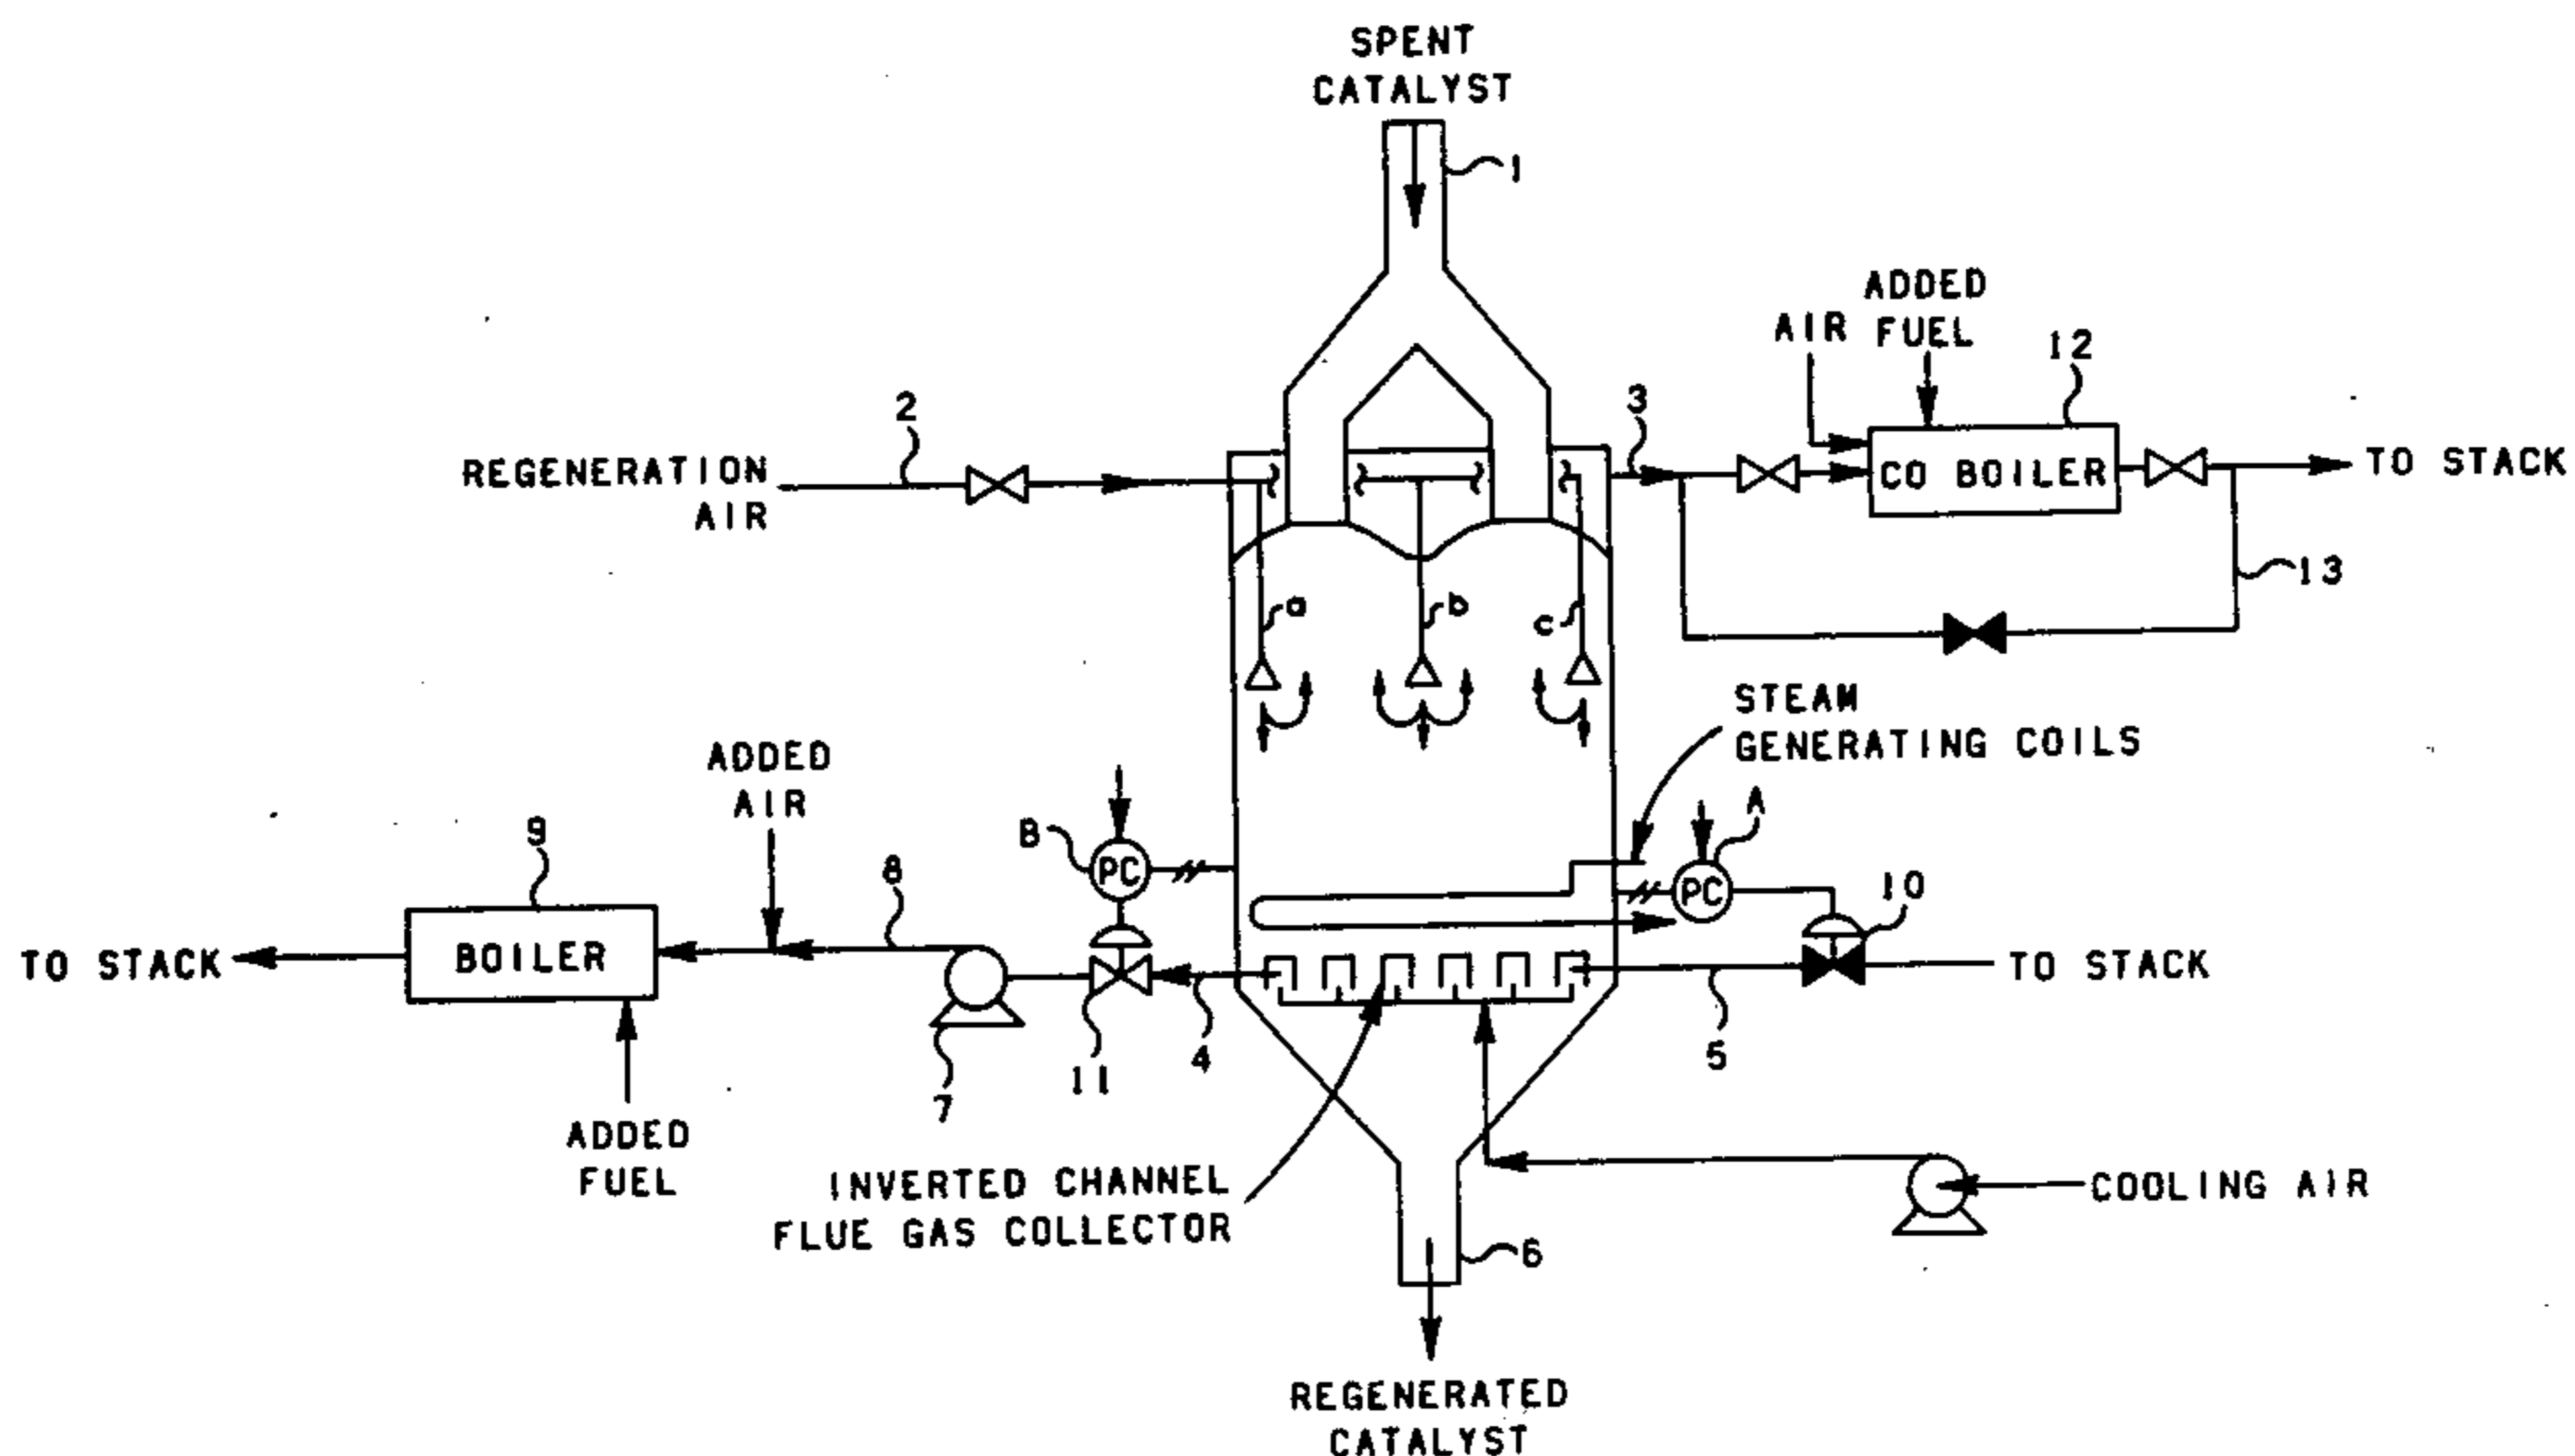 SPENT
CATALYST
1
ADDED
AIR FUEL
12
2
3
REGENERATION
AIR
CO BOILER
TO STACK
13
a
b
c
STEAM
GENERATING COILS
ADDED
AIR
A
B
PC
PC
10
9
8
BOILER
TO STACK
TO STACK
4
5
11
7
ADDED
FUEL
INVERTED CHANNEL
FLUE GAS COLLECTOR
COOLING AIR
6
REGENERATED
CATALYST